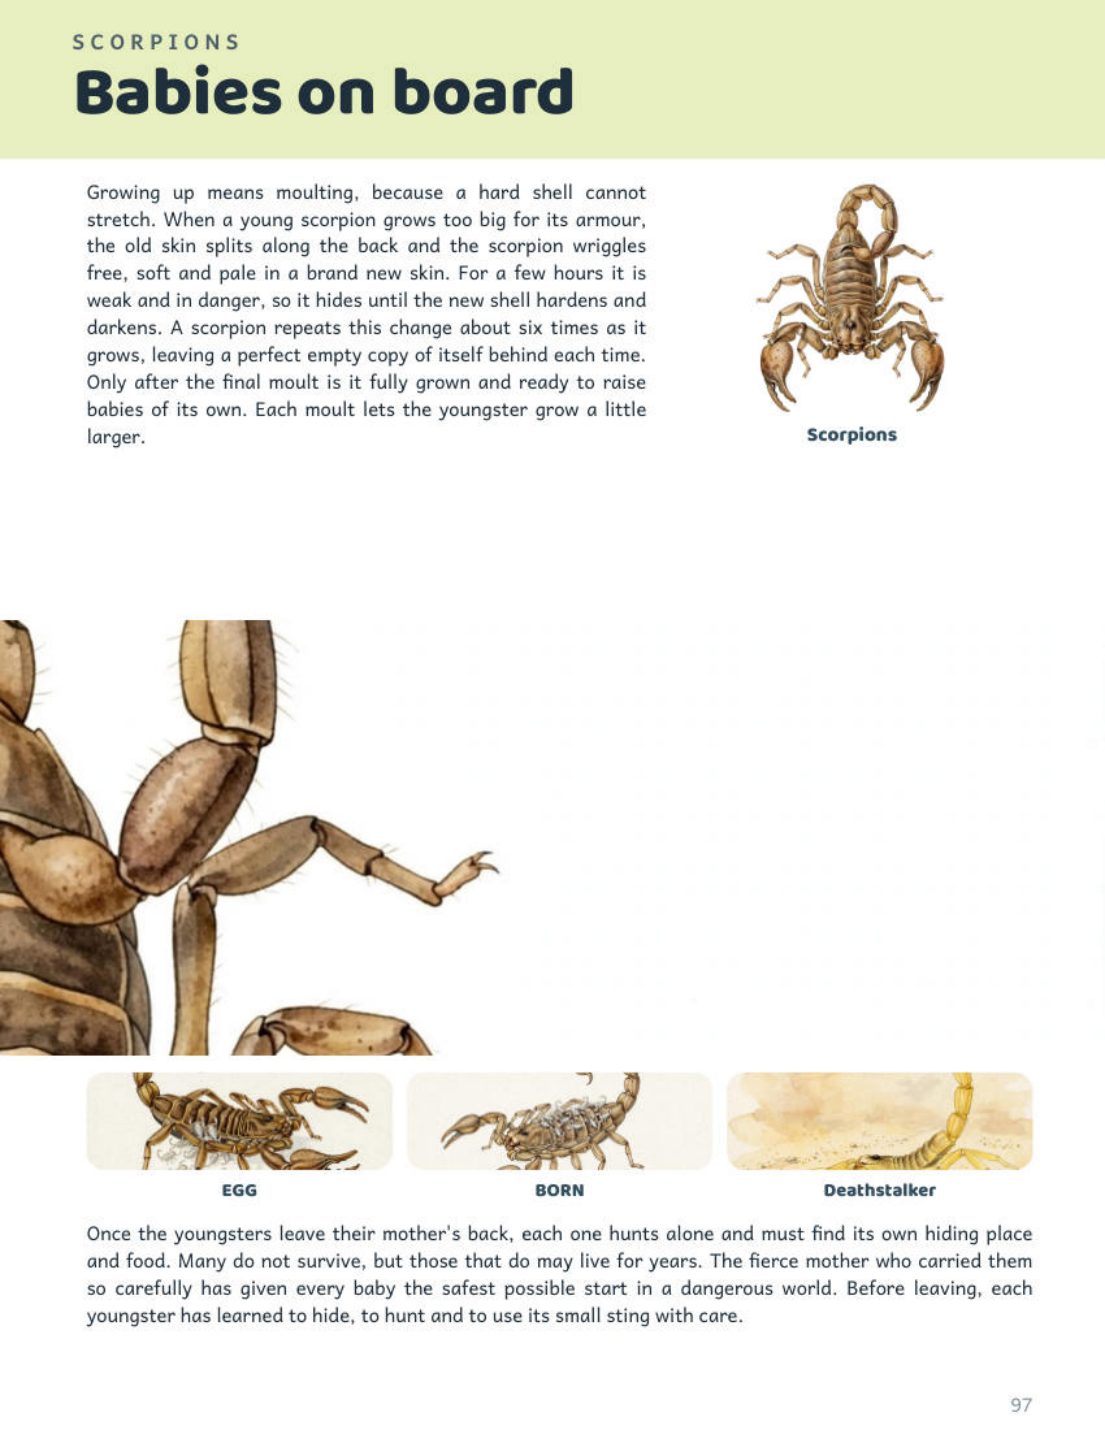 SCORPIONS
Babies on board
Growing up means moulting, because a hard shell cannot
stretch. When a young scorpion grows too big for its armour,
the old skin splits along the back and the scorpion wriggles
free, soft and pale in a brand new skin. For a few hours it is
weak and in danger, so it hides until the new shell hardens and
darkens. A scorpion repeats this change about six times as it
grows, leaving a perfect empty copy of itself behind each time.
Only after the final moult is it fully grown and ready to raise
babies of its own. Each moult lets the youngster grow a little
larger.
Scorpions
EGG
BORN
Deathstalker
Once the youngsters leave their mother's back, each one hunts alone and must find its own hiding place
and food. Many do not survive, but those that do may live for years. The fierce mother who carried them
so carefully has given every baby the safest possible start in a dangerous world. Before leaving, each
youngster has learned to hide, to hunt and to use its small sting with care.
97